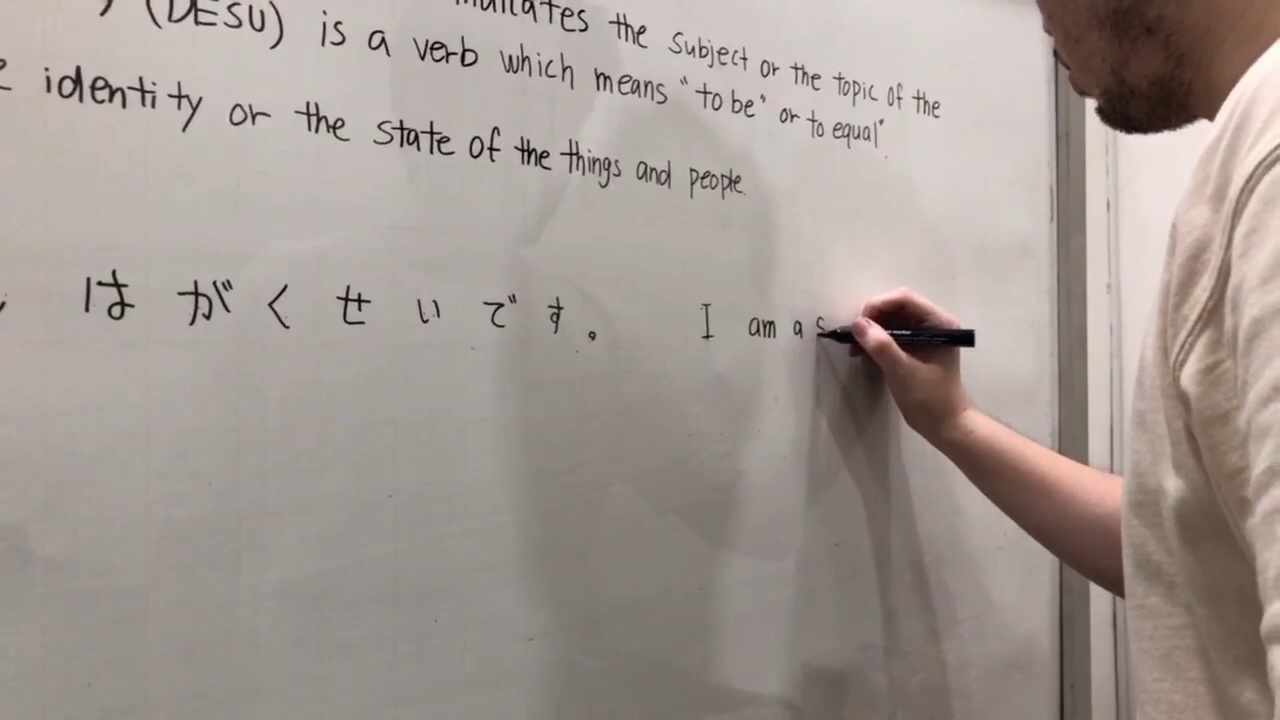 indicates the subject or the topic of the
(DESU) is a verb which means "to be" or to equal"
identity or the state of the things and people.
はがくせいです。 I am a s